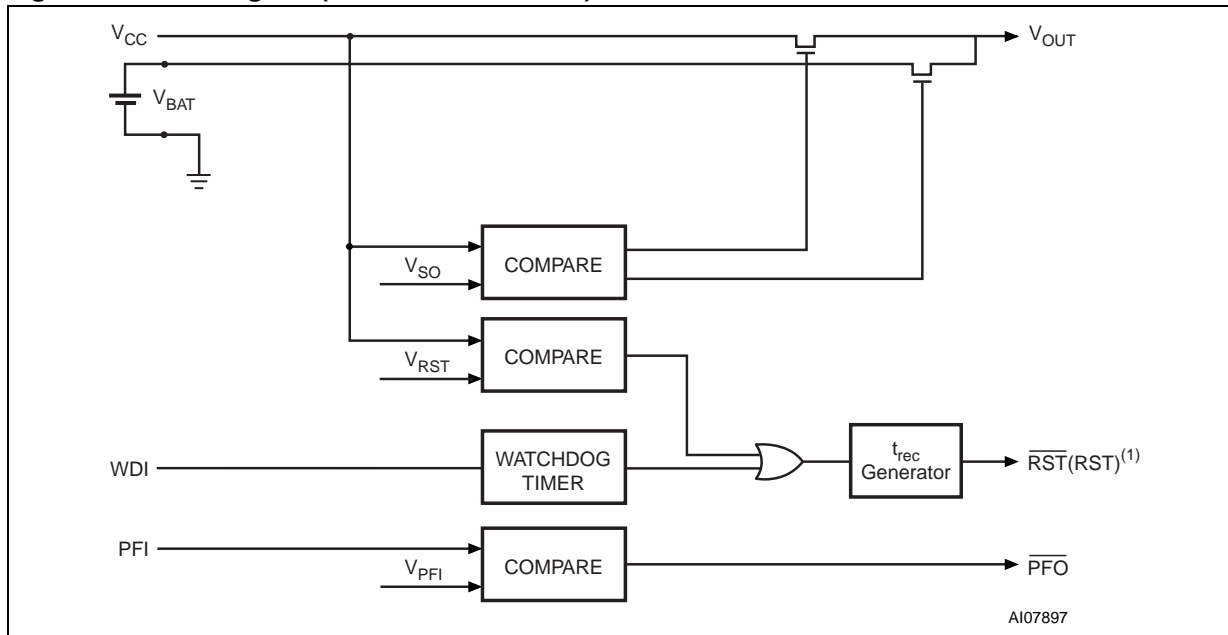 VCC
VOUT
VBAT
COMPARE
VSO
COMPARE
VRST
WDI
WATCHDOG
TIMER
trec
Generator
RST(RST)(1)
PFI
COMPARE
VPFI
PFO
AI07897